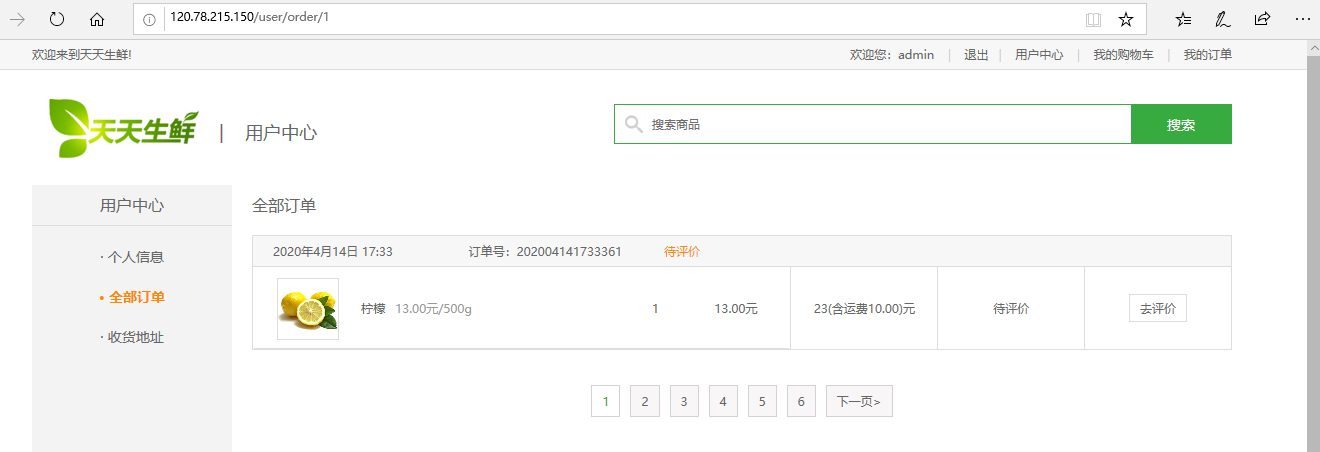 120.78.215.150/user/order/1
欢迎来到天天生鲜!
欢迎您：admin | 退出 | 用户中心 | 我的购物车 | 我的订单
天天生鲜 | 用户中心
搜索商品 搜索
用户中心
· 个人信息
• 全部订单
· 收货地址
全部订单
2020年4月14日 17:33 订单号：202004141733361 待评价
柠檬 13.00元/500g 1 13.00元 23(含运费10.00)元 待评价 去评价
1 2 3 4 5 6 下一页>